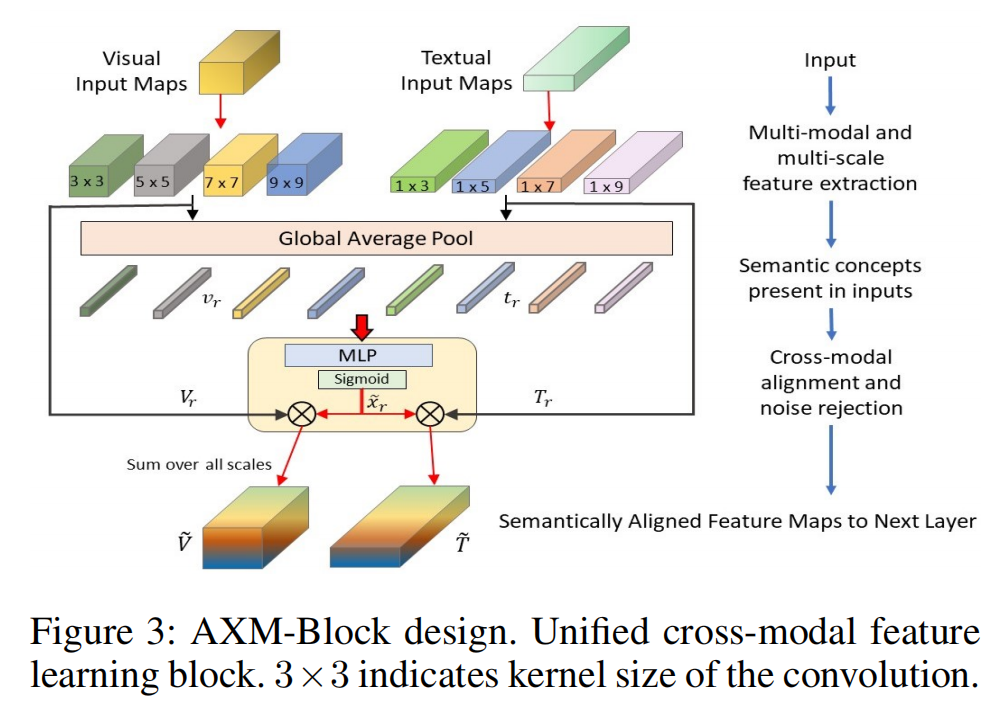 Visual
Input Maps
Textual
Input Maps
Input
3 x 3
5 x 5
7 x 7
9 x 9
1 x 3
1 x 5
1 x 7
1 x 9
Multi-modal and
multi-scale
feature extraction
Global Average Pool
v_r
t_r
Semantic concepts
present in inputs
MLP
Sigmoid
x̃_r
V_r
T_r
Cross-modal
alignment and
noise rejection
Sum over all scales
Ṽ
T̃
Semantically Aligned Feature Maps to Next Layer
Figure 3: AXM-Block design. Unified cross-modal feature
learning block. 3×3 indicates kernel size of the convolution.